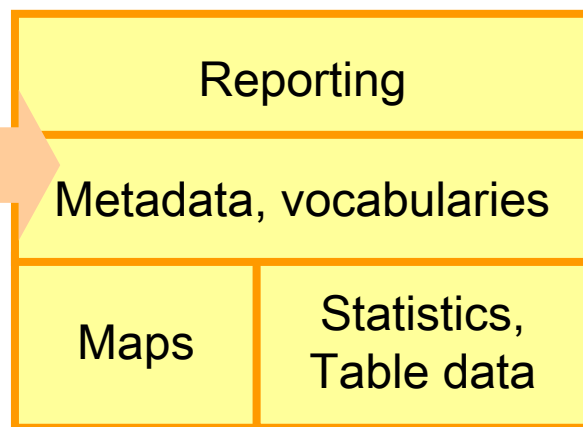 Reporting
Metadata, vocabularies
Maps
Statistics,
Table data